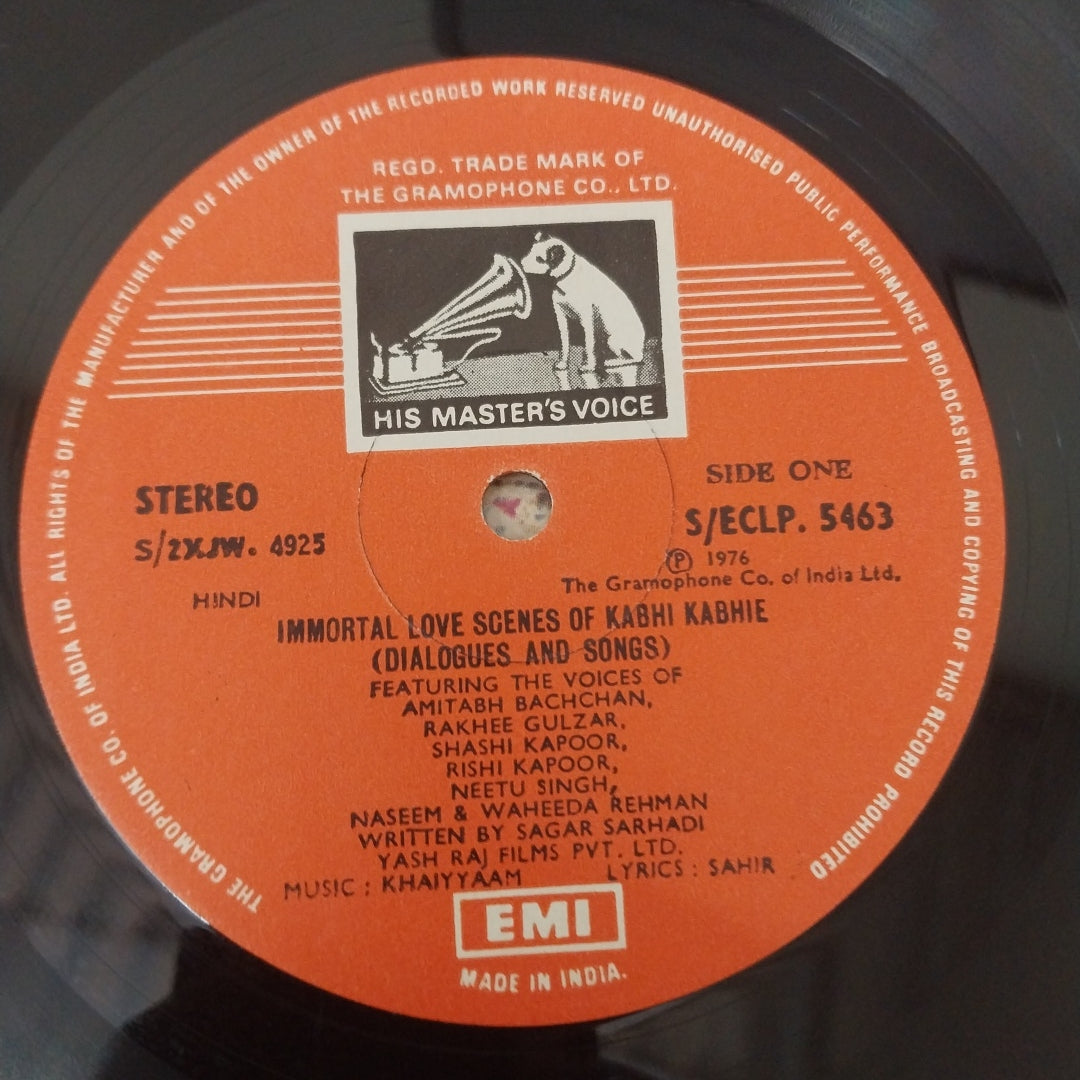 THE GRAMOPHONE CO. OF INDIA LTD. ALL RIGHTS OF THE MANUFACTURER AND OF THE OWNER OF THE RECORDED WORK RESERVED UNAUTHORISED PUBLIC PERFORMANCE BROADCASTING AND COPYING OF THIS RECORD PROHIBITED
REGD. TRADE MARK OF
THE GRAMOPHONE CO., LTD.
HIS MASTER'S VOICE
SIDE ONE
STEREO
S/ECLP. 5463
S/2XJW. 4925
Ⓟ 1976
The Gramophone Co. of India Ltd.
HINDI
IMMORTAL LOVE SCENES OF KABHI KABHIE
(DIALOGUES AND SONGS)
FEATURING THE VOICES OF
AMITABH BACHCHAN,
RAKHEE GULZAR,
SHASHI KAPOOR,
RISHI KAPOOR,
NEETU SINGH,
NASEEM & WAHEEDA REHMAN
WRITTEN BY SAGAR SARHADI
YASH RAJ FILMS PVT. LTD.
MUSIC : KHAIYYAAM LYRICS : SAHIR
EMI
MADE IN INDIA.